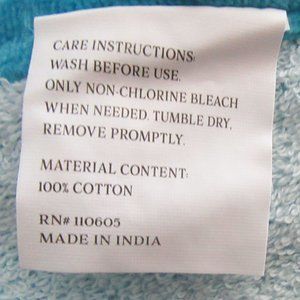 CARE INSTRUCTIONS:
WASH BEFORE USE.
ONLY NON-CHLORINE BLEACH
WHEN NEEDED. TUMBLE DRY.
REMOVE PROMPTLY.
MATERIAL CONTENT:
100% COTTON
RN# 110605
MADE IN INDIA